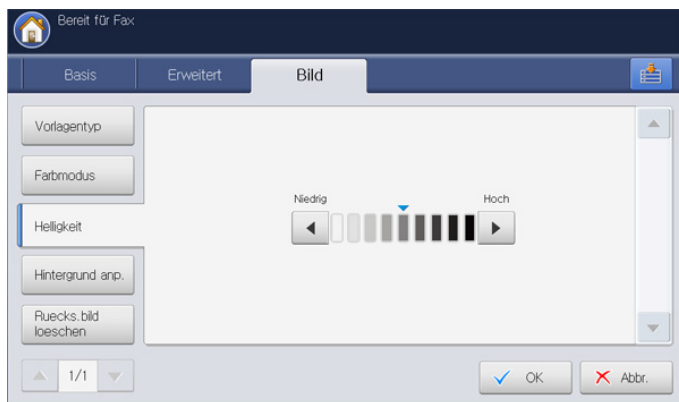 Bereit für Fax
Basis
Erweitert
Bild
Vorlagentyp
Farbmodus
Helligkeit
Hintergrund anp.
Ruecks.bild
loeschen
Niedrig
Hoch
1/1
OK
Abbr.